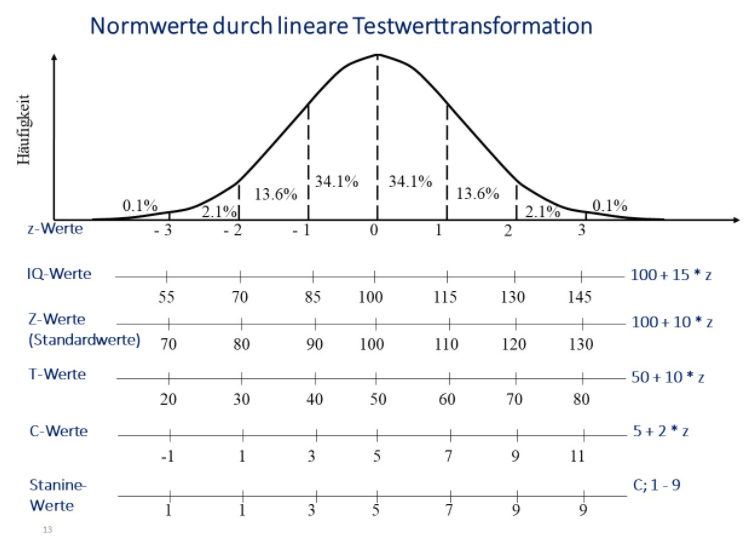 Normwerte durch lineare Testwerttransformation
Häufigkeit
0.1% 2.1% 13.6% 34.1% 34.1% 13.6% 2.1% 0.1%
z-Werte - 3 - 2 - 1 0 1 2 3
IQ-Werte 100 + 15 * z
55 70 85 100 115 130 145
Z-Werte 100 + 10 * z
(Standardwerte) 70 80 90 100 110 120 130
T-Werte 50 + 10 * z
20 30 40 50 60 70 80
C-Werte 5 + 2 * z
-1 1 3 5 7 9 11
Stanine- C; 1 - 9
Werte 1 1 3 5 7 9 9
13